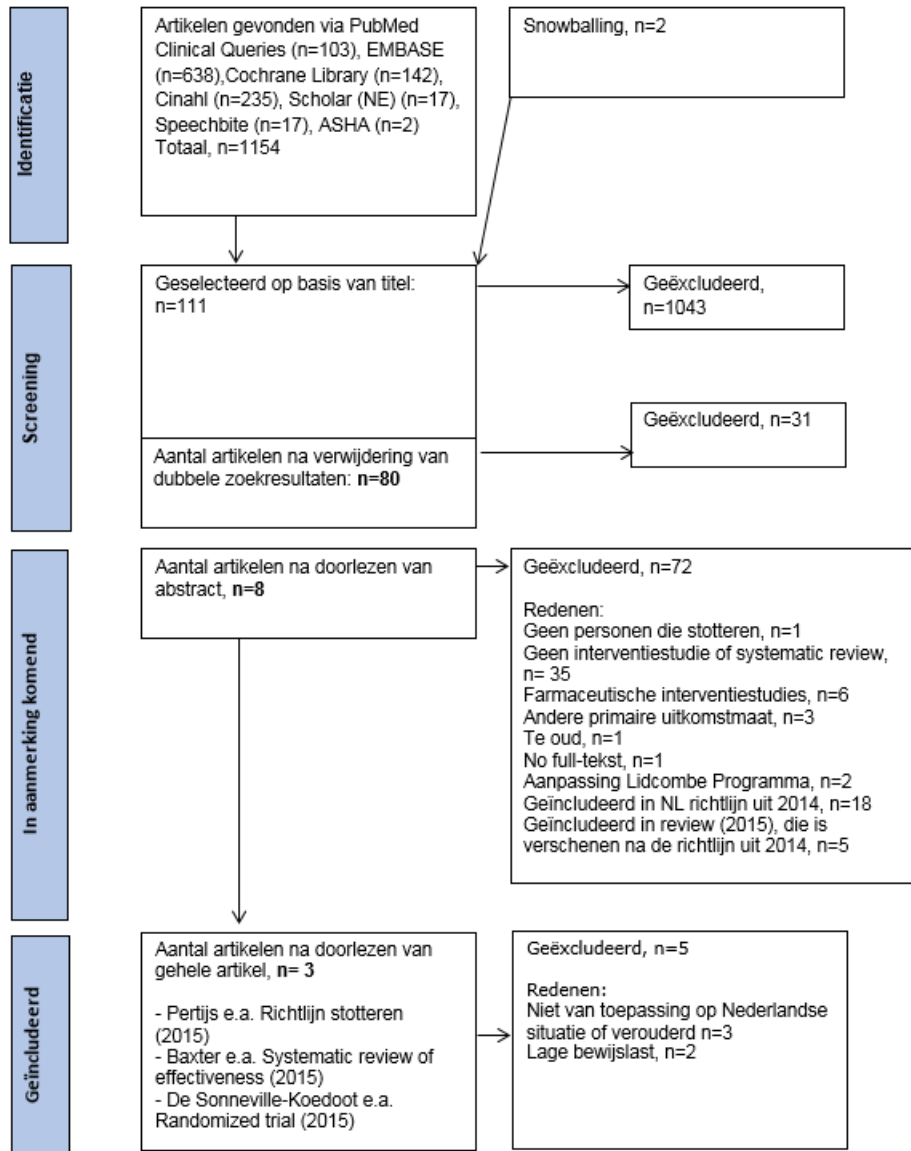 Identificatie
Artikelen gevonden via PubMed
Clinical Queries (n=103), EMBASE
(n=638),Cochrane Library (n=142),
Cinahl (n=235), Scholar (NE) (n=17),
Speechbite (n=17), ASHA (n=2)
Totaal, n=1154
Snowballing, n=2
Screening
Geselecteerd op basis van titel:
n=111
Geëxcludeerd,
n=1043
Aantal artikelen na verwijdering van
dubbele zoekresultaten: n=80
Geëxcludeerd, n=31
In aanmerking komend
Aantal artikelen na doorlezen van
abstract, n=8
Geëxcludeerd, n=72
Redenen:
Geen personen die stotteren, n=1
Geen interventiestudie of systematic review,
n= 35
Farmaceutische interventiestudies, n=6
Andere primaire uitkomstmaat, n=3
Te oud, n=1
No full-tekst, n=1
Aanpassing Lidcombe Programma, n=2
Geïncludeerd in NL richtlijn uit 2014, n=18
Geïncludeerd in review (2015), die is
verschenen na de richtlijn uit 2014, n=5
Geïncludeerd
Aantal artikelen na doorlezen van
gehele artikel, n= 3
- Pertijs e.a. Richtlijn stotteren
(2015)
- Baxter e.a. Systematic review of
effectiveness (2015)
- De Sonneville-Koedoot e.a.
Randomized trial (2015)
Geëxcludeerd, n=5
Redenen:
Niet van toepassing op Nederlandse
situatie of verouderd n=3
Lage bewijslast, n=2